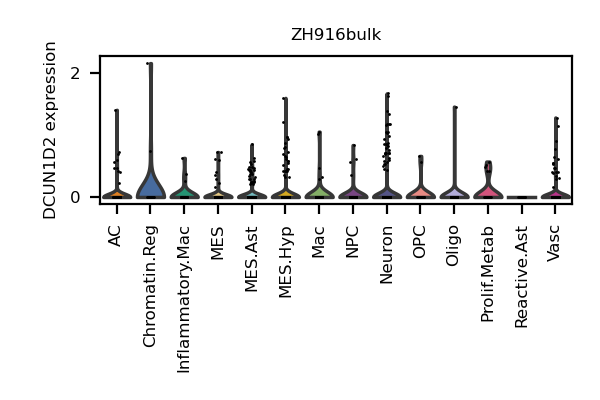 ZH916bulk
DCUN1D2 expression
2
0
AC
Chromatin.Reg
Inflammatory.Mac
MES
MES.Ast
MES.Hyp
Mac
NPC
Neuron
OPC
Oligo
Prolif.Metab
Reactive.Ast
Vasc